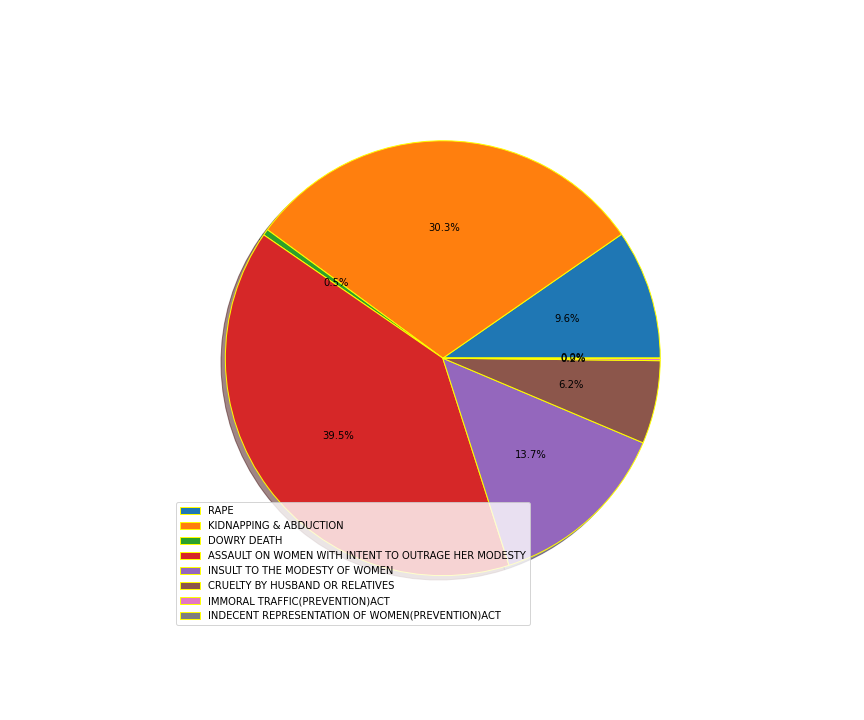 30.3%
9.6%
0.5%
6.2%
39.5%
13.7%
RAPE
KIDNAPPING & ABDUCTION
DOWRY DEATH
ASSAULT ON WOMEN WITH INTENT TO OUTRAGE HER MODESTY
INSULT TO THE MODESTY OF WOMEN
CRUELTY BY HUSBAND OR RELATIVES
IMMORAL TRAFFIC(PREVENTION)ACT
INDECENT REPRESENTATION OF WOMEN(PREVENTION)ACT